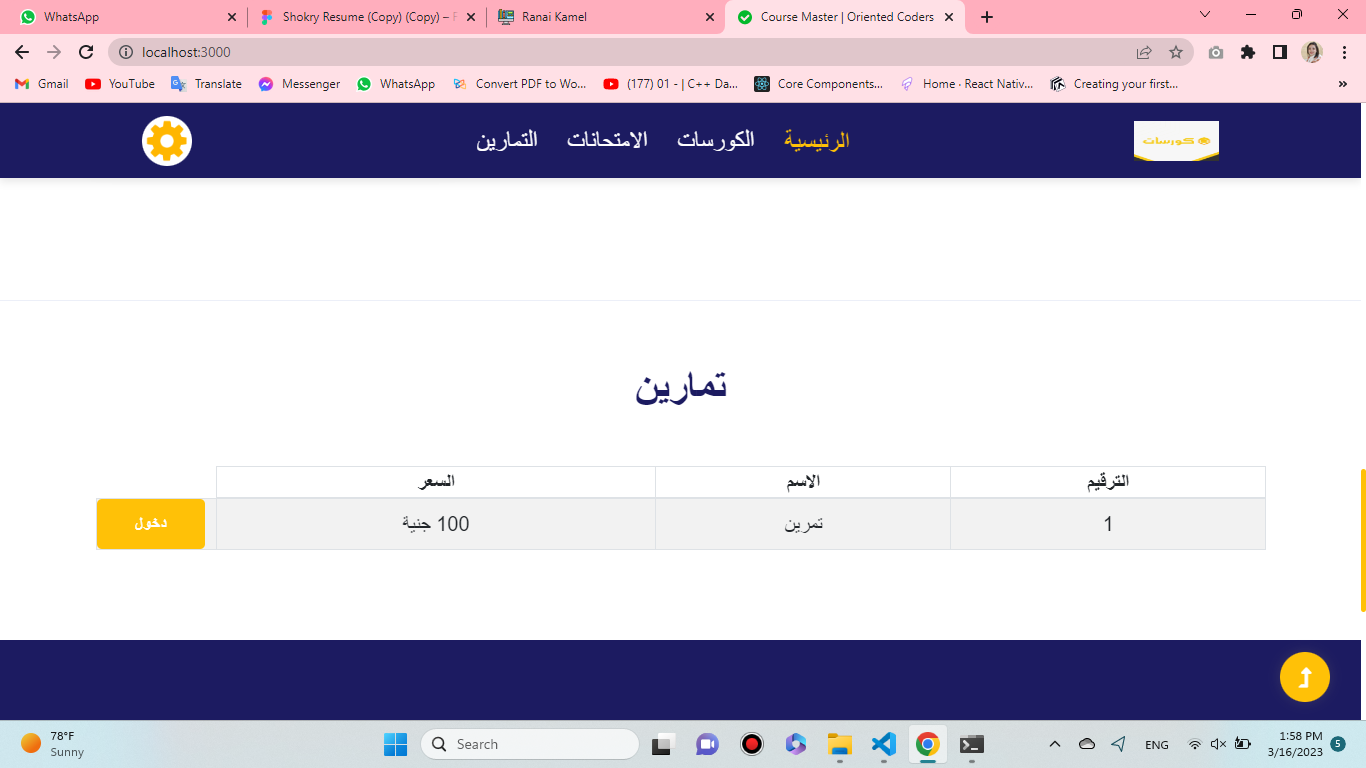 WhatsApp
Shokry Resume (Copy) (Copy) – F
Ranai Kamel
Course Master | Oriented Coders
localhost:3000
Gmail
YouTube
Translate
Messenger
WhatsApp
Convert PDF to Wo...
(177) 01 - | C++ Da...
Core Components...
Home · React Nativ...
Creating your first...
»
كورسات
الرئيسية
الكورسات
الامتحانات
التمارين
تمارين
الترقيم
الاسم
السعر
1
تمرين
100 جنية
دخول
78°F
Sunny
Search
ENG
1:58 PM
3/16/2023
5